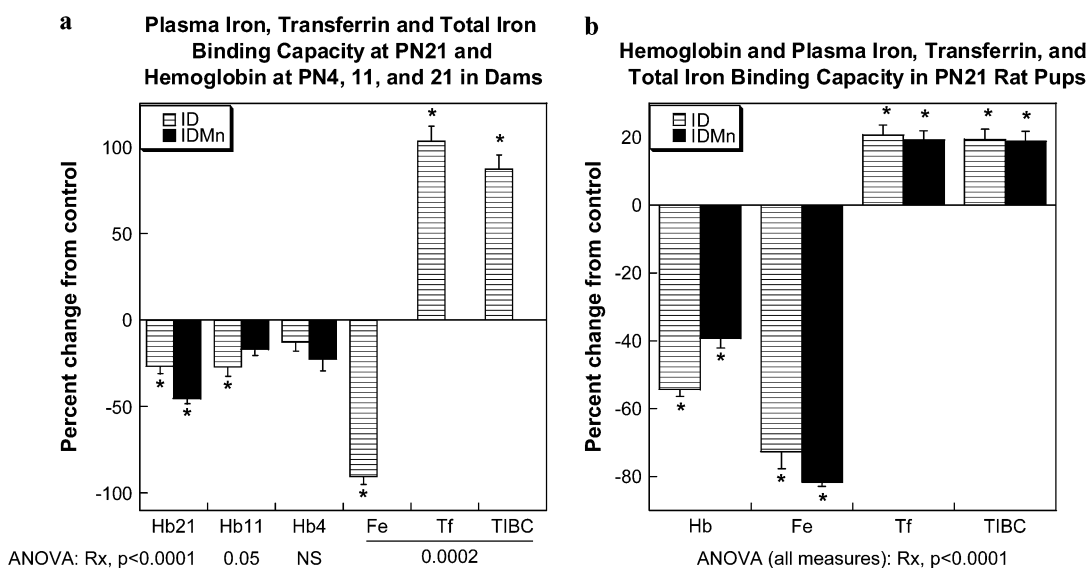 a
Plasma Iron, Transferrin and Total Iron
Binding Capacity at PN21 and
Hemoglobin at PN4, 11, and 21 in Dams
ID
IDMn
Percent change from control
100
50
0
-50
-100
*
*
*
*
*
*
Hb21 Hb11 Hb4 Fe Tf TIBC
ANOVA: Rx, p<0.0001 0.05 NS 0.0002
b
Hemoglobin and Plasma Iron, Transferrin, and
Total Iron Binding Capacity in PN21 Rat Pups
ID
IDMn
Percent change from control
20
0
-20
-40
-60
-80
* * * *
*
*
*
*
Hb Fe Tf TIBC
ANOVA (all measures): Rx, p<0.0001